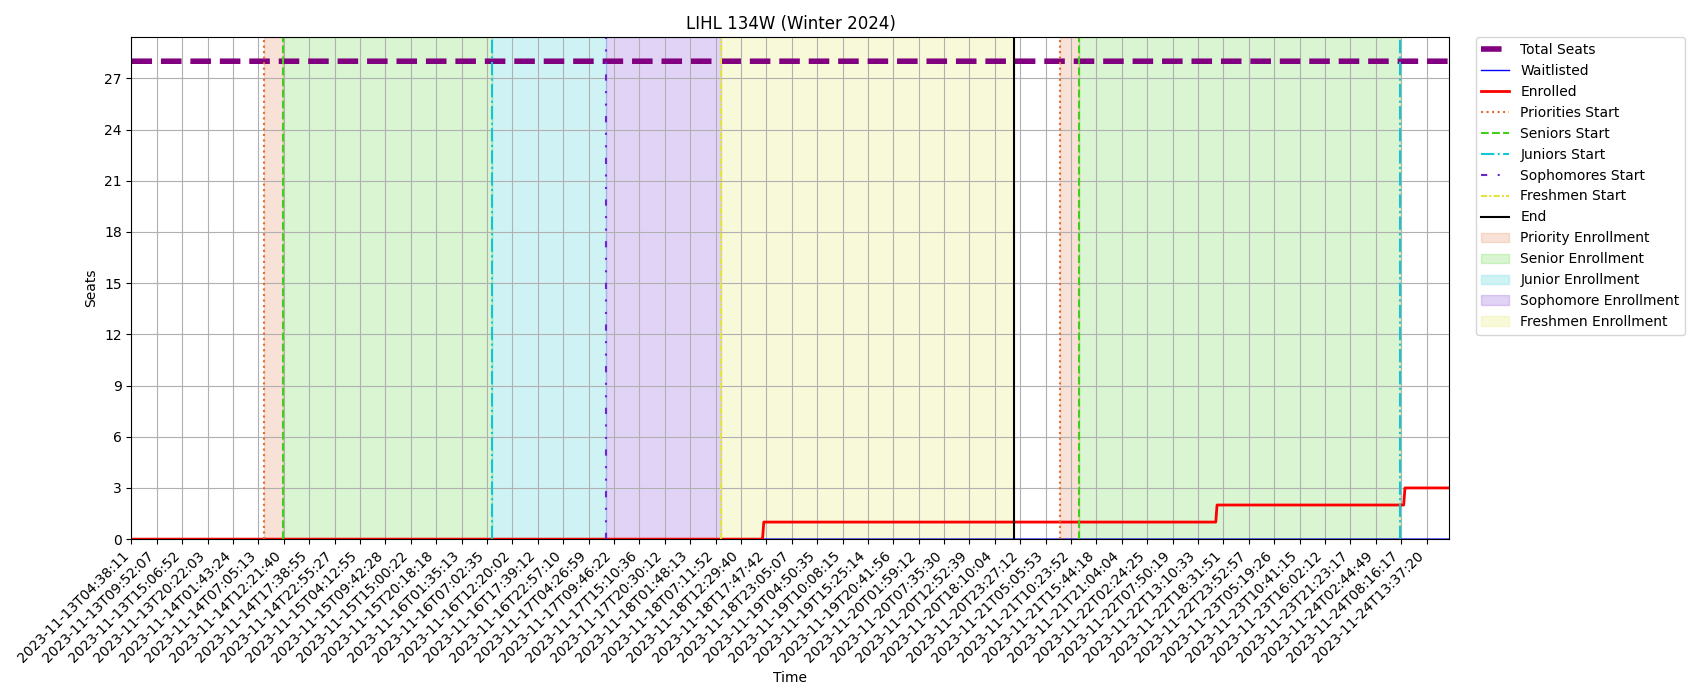 LIHL 134W (Winter 2024)
Seats
27
24
21
18
15
12
9
6
3
0
2023-11-13T04:38:11
2023-11-13T09:52:07
2023-11-13T15:06:52
2023-11-13T20:22:03
2023-11-14T01:43:24
2023-11-14T07:05:13
2023-11-14T12:21:40
2023-11-14T17:38:55
2023-11-14T22:55:27
2023-11-15T04:12:55
2023-11-15T09:42:28
2023-11-15T15:00:22
2023-11-15T20:18:18
2023-11-16T01:35:13
2023-11-16T07:02:35
2023-11-16T12:20:02
2023-11-16T17:39:12
2023-11-16T22:57:10
2023-11-17T04:26:59
2023-11-17T09:46:22
2023-11-17T15:10:36
2023-11-17T20:30:12
2023-11-18T01:48:13
2023-11-18T07:11:52
2023-11-18T12:29:40
2023-11-18T17:47:42
2023-11-18T23:05:07
2023-11-19T04:50:35
2023-11-19T10:08:15
2023-11-19T15:25:14
2023-11-19T20:41:56
2023-11-20T01:59:12
2023-11-20T07:35:30
2023-11-20T12:52:39
2023-11-20T18:10:04
2023-11-20T23:27:12
2023-11-21T05:05:53
2023-11-21T10:23:52
2023-11-21T15:44:18
2023-11-21T21:04:04
2023-11-22T02:24:25
2023-11-22T07:50:19
2023-11-22T13:10:33
2023-11-22T18:31:51
2023-11-22T23:52:57
2023-11-23T05:19:26
2023-11-23T10:41:15
2023-11-23T16:02:12
2023-11-23T21:23:17
2023-11-24T02:44:49
2023-11-24T08:16:17
2023-11-24T13:37:20
Time
Total Seats
Waitlisted
Enrolled
Priorities Start
Seniors Start
Juniors Start
Sophomores Start
Freshmen Start
End
Priority Enrollment
Senior Enrollment
Junior Enrollment
Sophomore Enrollment
Freshmen Enrollment